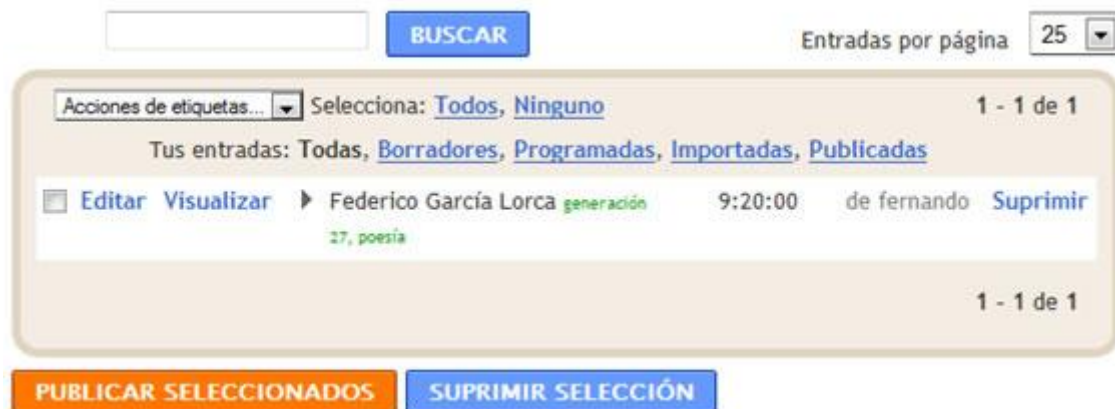 BUSCAR Entradas por página 25
Acciones de etiquetas... Selecciona: Todos, Ninguno 1 - 1 de 1
Tus entradas: Todas, Borradores, Programadas, Importadas, Publicadas
Editar Visualizar Federico García Lorca generación 9:20:00 de fernando Suprimir
27, poesía
1 - 1 de 1
PUBLICAR SELECCIONADOS SUPRIMIR SELECCIÓN